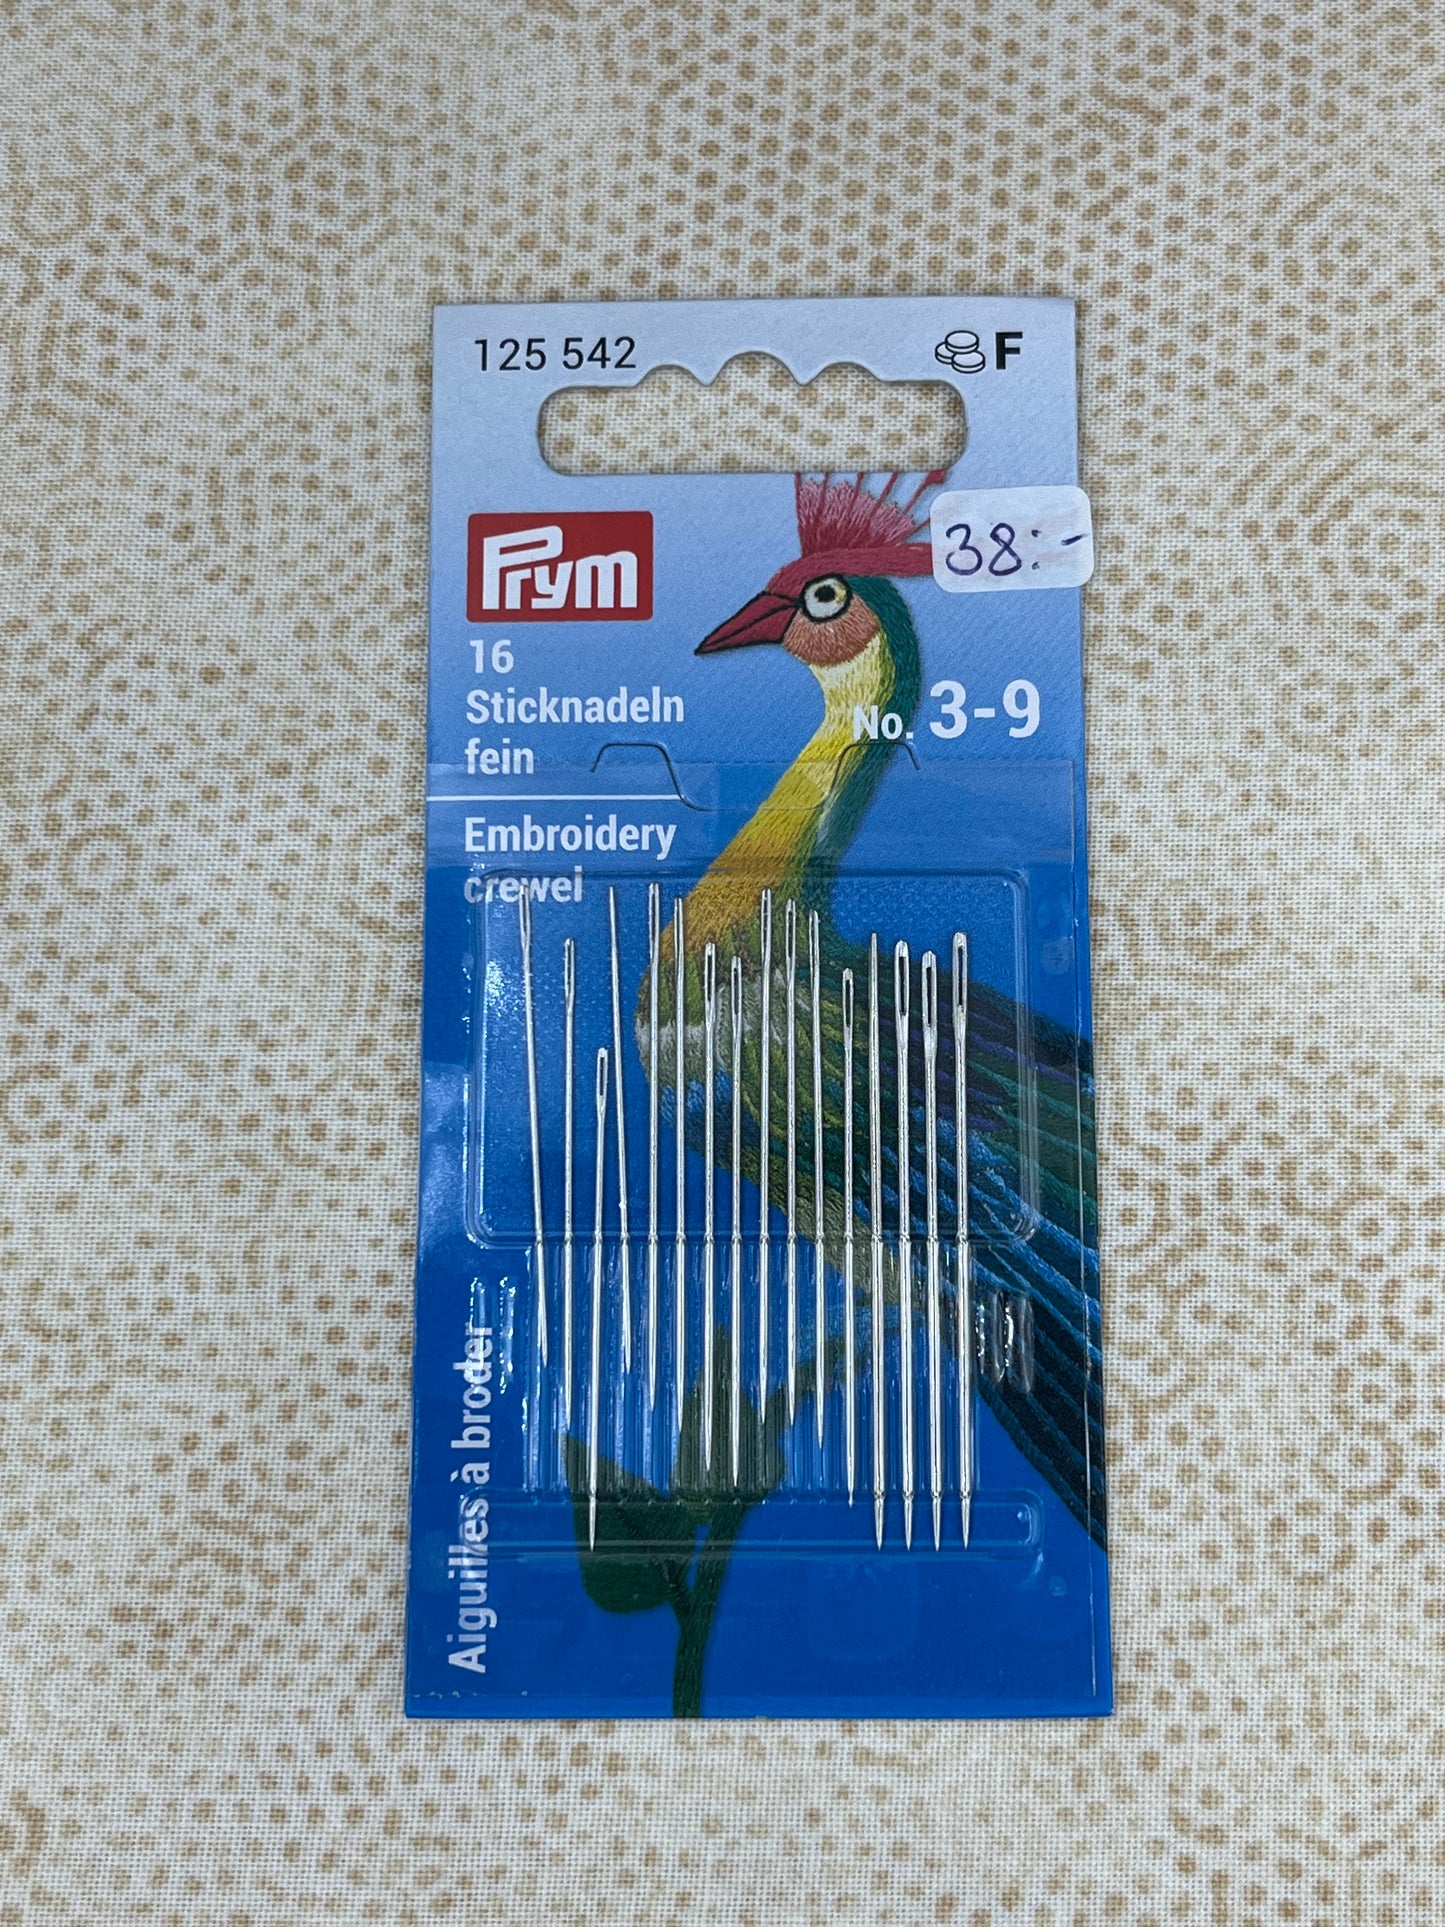 125 542
F
Prym
38:-
16
Sticknadeln
fein
No. 3-9
Embroidery
crewel
Aiguilles à broder